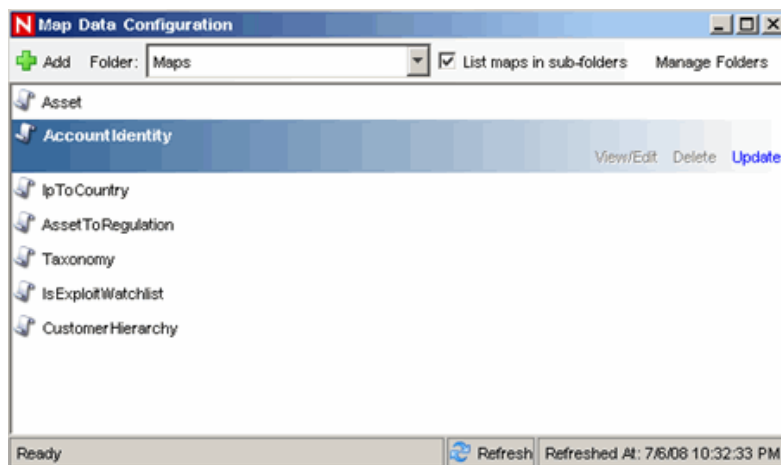 N Map Data Configuration
Add Folder: Maps List maps in sub-folders Manage Folders
Asset
AccountIdentity
View/Edit Delete Update
IpToCountry
AssetToRegulation
Taxonomy
IsExploitWatchlist
CustomerHierarchy
Ready Refresh Refreshed At: 7/6/08 10:32:33 PM